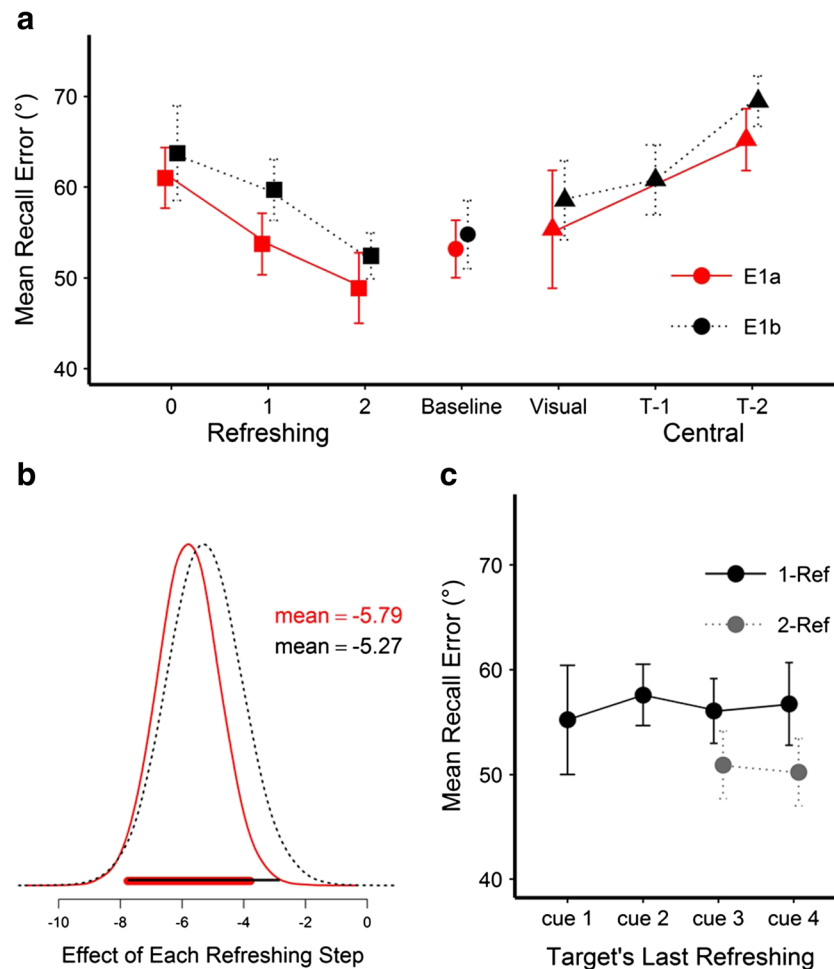 a
Mean Recall Error (°)
70
60
50
40
E1a
E1b
0 1 2 Baseline Visual T-1 T-2
Refreshing Central
b
mean = -5.79
mean = -5.27
-10 -8 -6 -4 -2 0
Effect of Each Refreshing Step
c
Mean Recall Error (°)
70
60
50
40
1-Ref
2-Ref
cue 1 cue 2 cue 3 cue 4
Target's Last Refreshing